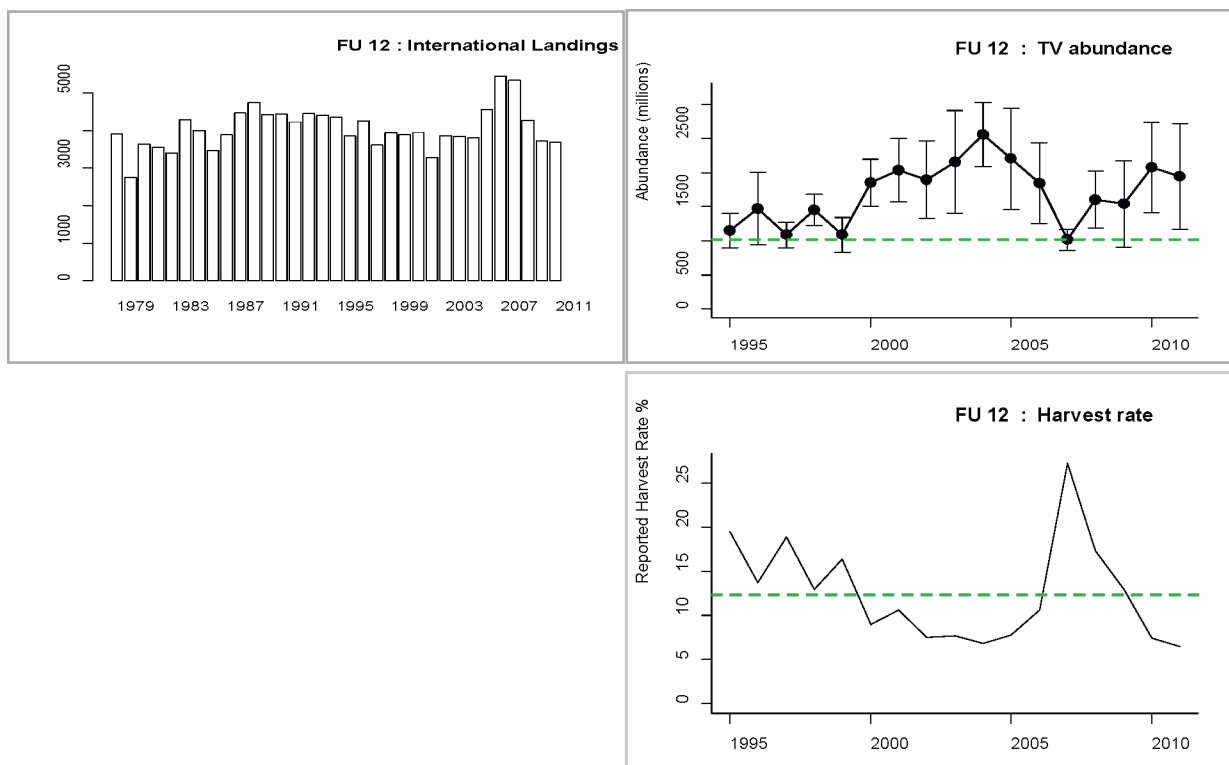 FU 12 : International Landings
5000
3000
1000
0
1979 1983 1987 1991 1995 1999 2003 2007 2011
FU 12 : TV abundance
Abundance (millions)
2500
1500
500
0
1995 2000 2005 2010
FU 12 : Harvest rate
Reported Harvest Rate %
25
20
15
10
5
0
1995 2000 2005 2010